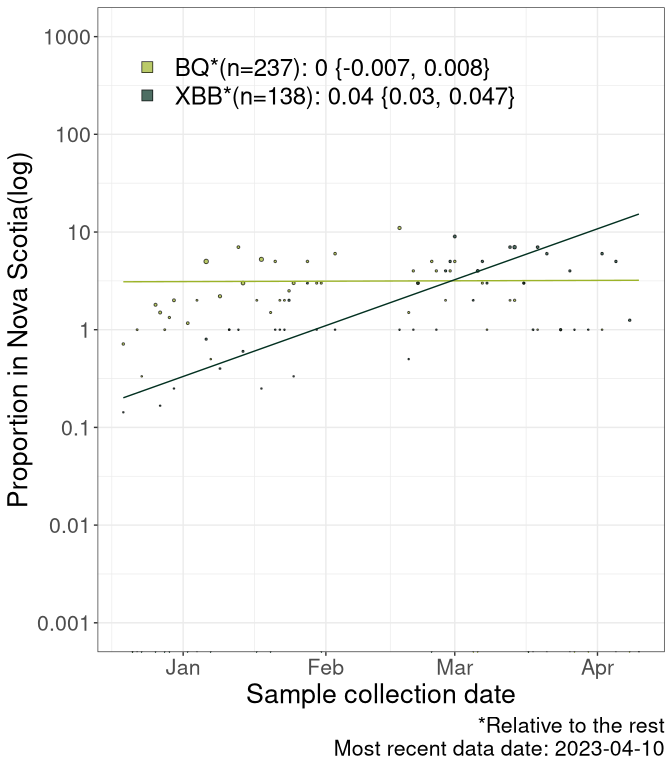 1000
100
10
1
0.1
0.01
0.001
Proportion in Nova Scotia(log)
BQ*(n=237): 0 {-0.007, 0.008}
XBB*(n=138): 0.04 {0.03, 0.047}
Jan Feb Mar Apr
Sample collection date
*Relative to the rest
Most recent data date: 2023-04-10